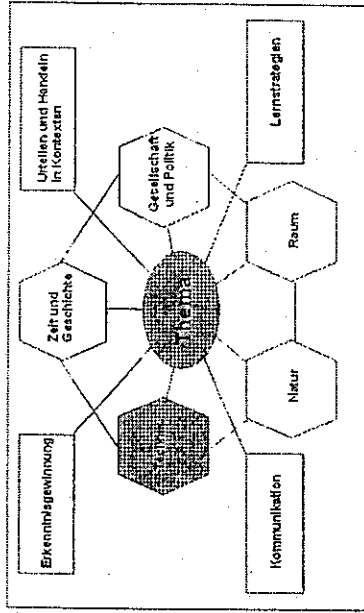 Erkenntnisgewinnung
Zeit und
Geschichte
Urteilen und Handeln
in Kontexten
Gesellschaft
und Politik
Thema
Natur
Raum
Kommunikation
Lernstrategien